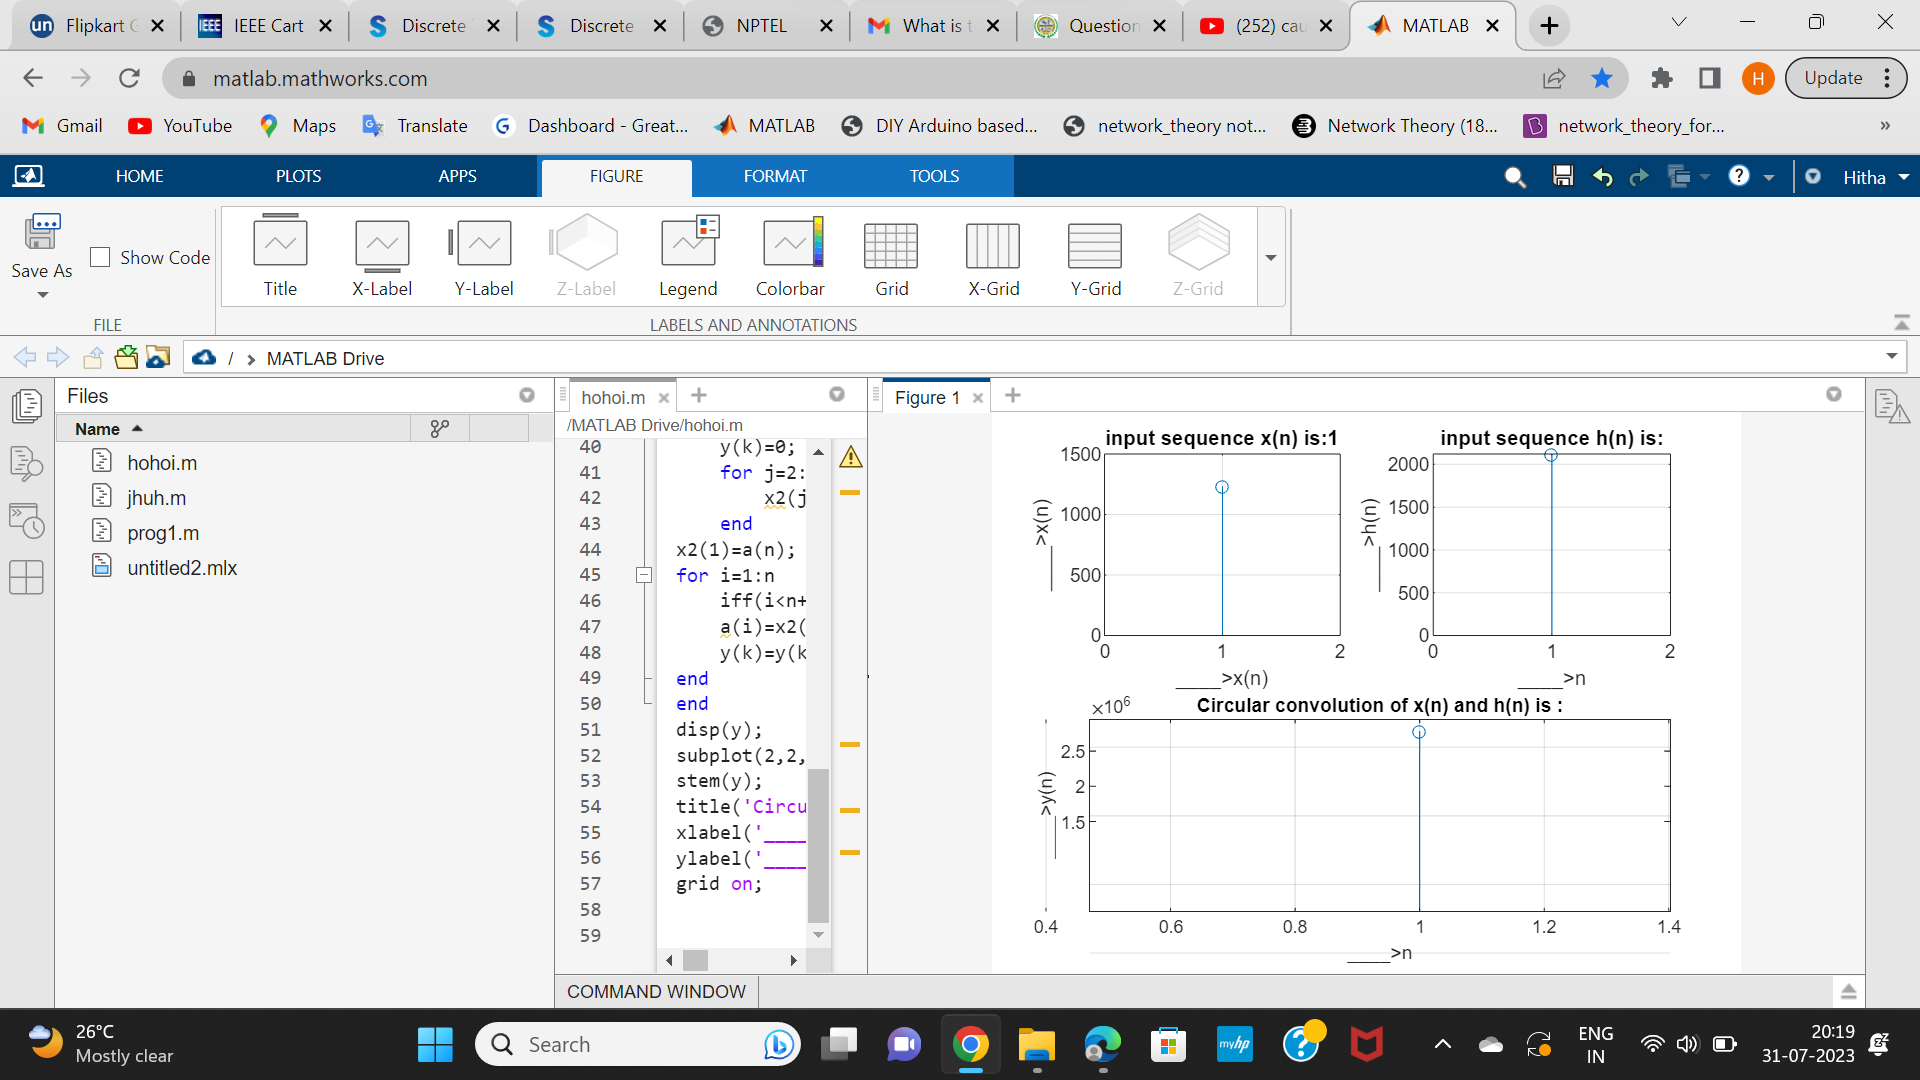 un Flipkart G
IEEE IEEE Cart
S Discrete
S Discrete
NPTEL
What is t
Question
(252) cau
MATLAB
matlab.mathworks.com
H
Update
Gmail
YouTube
Maps
Translate
G Dashboard - Great...
MATLAB
DIY Arduino based...
network_theory not...
Network Theory (18...
network_theory_for...
»
HOME
PLOTS
APPS
FIGURE
FORMAT
TOOLS
?
Hitha
Save As
Show Code
FILE
Title
X-Label
Y-Label
Z-Label
Legend
Colorbar
Grid
X-Grid
Y-Grid
Z-Grid
LABELS AND ANNOTATIONS
/ › MATLAB Drive
Files
Name
hohoi.m
jhuh.m
prog1.m
untitled2.mlx
hohoi.m
/MATLAB Drive/hohoi.m
40 y(k)=0;
41 for j=2:
42 x2(j
43 end
44 x2(1)=a(n);
45 for i=1:n
46 iff(i<n+
47 a(i)=x2(
48 y(k)=y(k
49 end
50 end
51 disp(y);
52 subplot(2,2,
53 stem(y);
54 title('Circu
55 xlabel('____
56 ylabel('____
57 grid on;
58
59
Figure 1
input sequence x(n) is:1
1500
1000
500
0
0 1 2
____>x(n)
____>x(n)
input sequence h(n) is:
2000
1500
1000
500
0
0 1 2
____>h(n)
____>n
×10⁶ Circular convolution of x(n) and h(n) is :
2.5
2
1.5
____>y(n)
0.4 0.6 0.8 1 1.2 1.4
____>n
COMMAND WINDOW
26°C
Mostly clear
Search
myhp
ENG
IN
20:19
31-07-2023